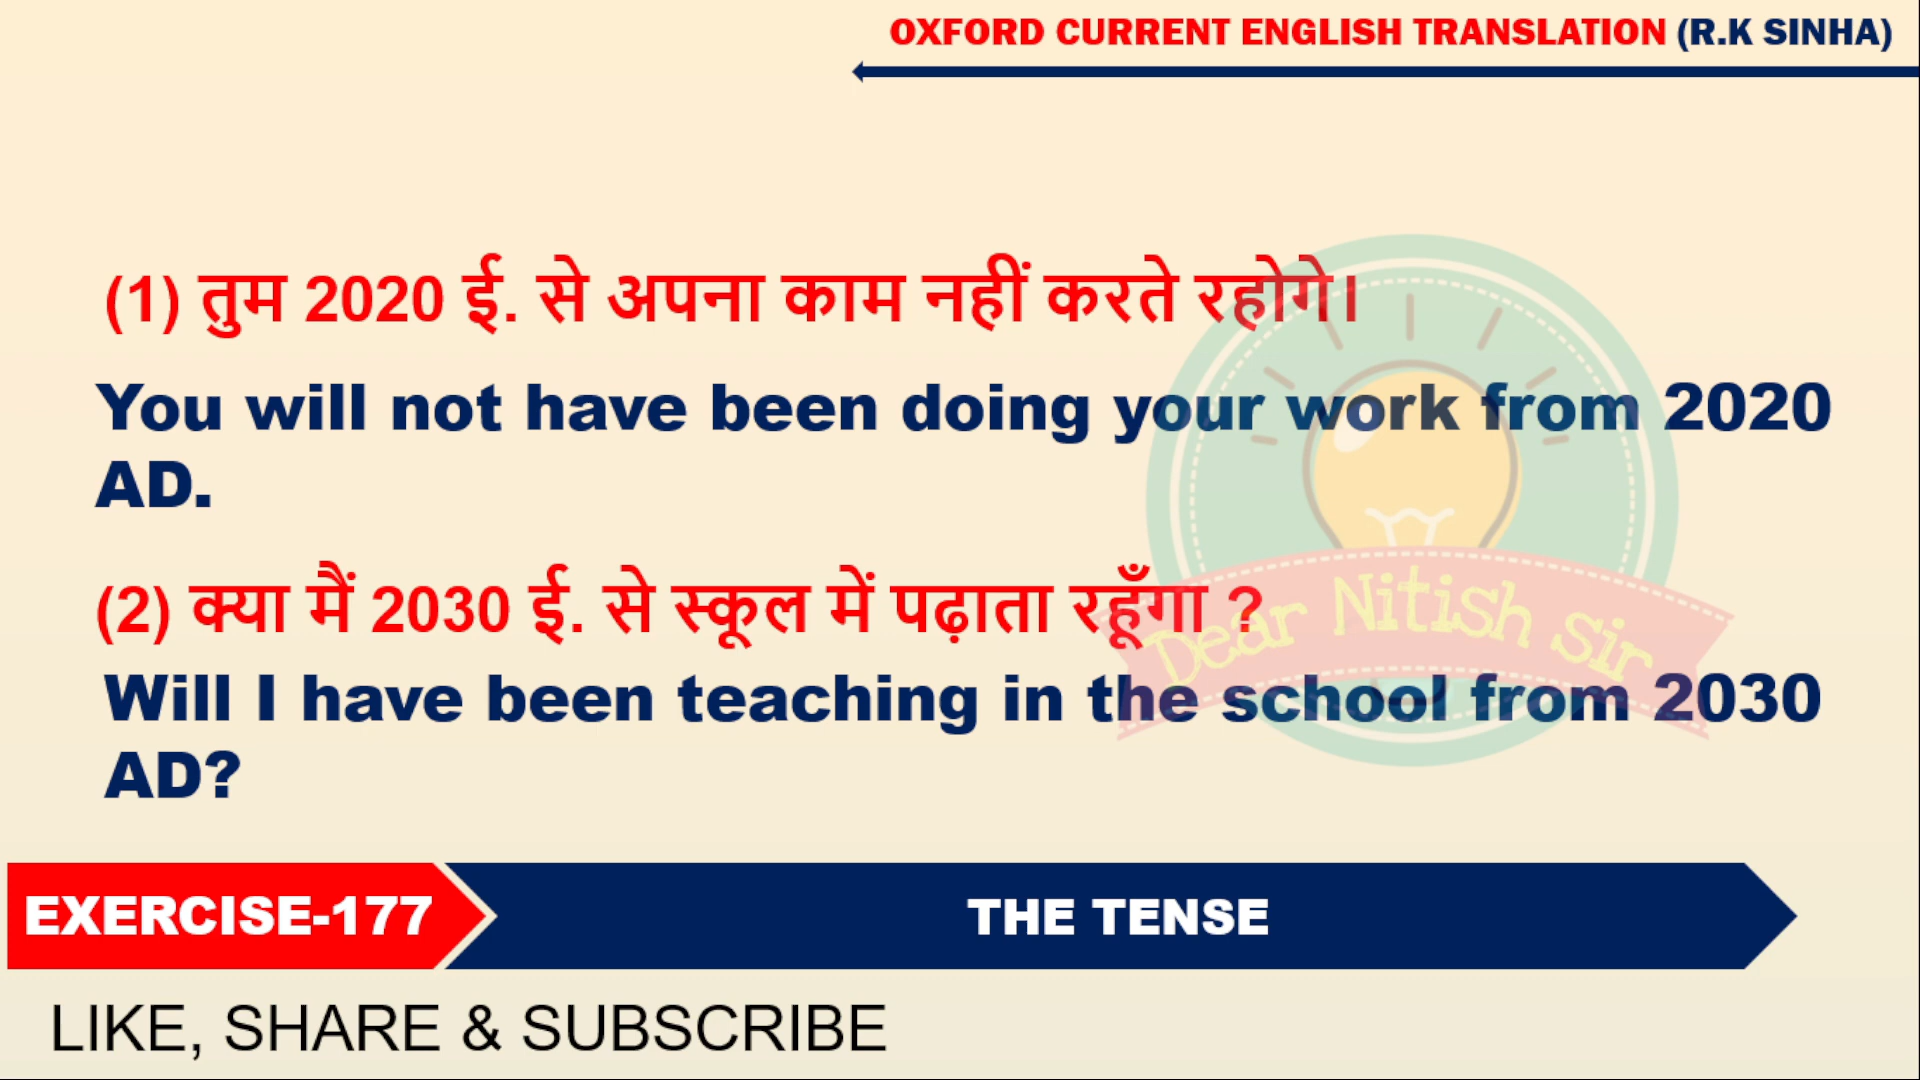 OXFORD CURRENT ENGLISH TRANSLATION (R.K SINHA)
(1) तुम 2020 ई. से अपना काम नहीं करते रहोगे।
You will not have been doing your work from 2020
AD.
(2) क्या मैं 2030 ई. से स्कूल में पढ़ाता रहूँगा ?
Dear Nitish Sir
Will I have been teaching in the school from 2030
AD?
EXERCISE-177
THE TENSE
LIKE, SHARE & SUBSCRIBE